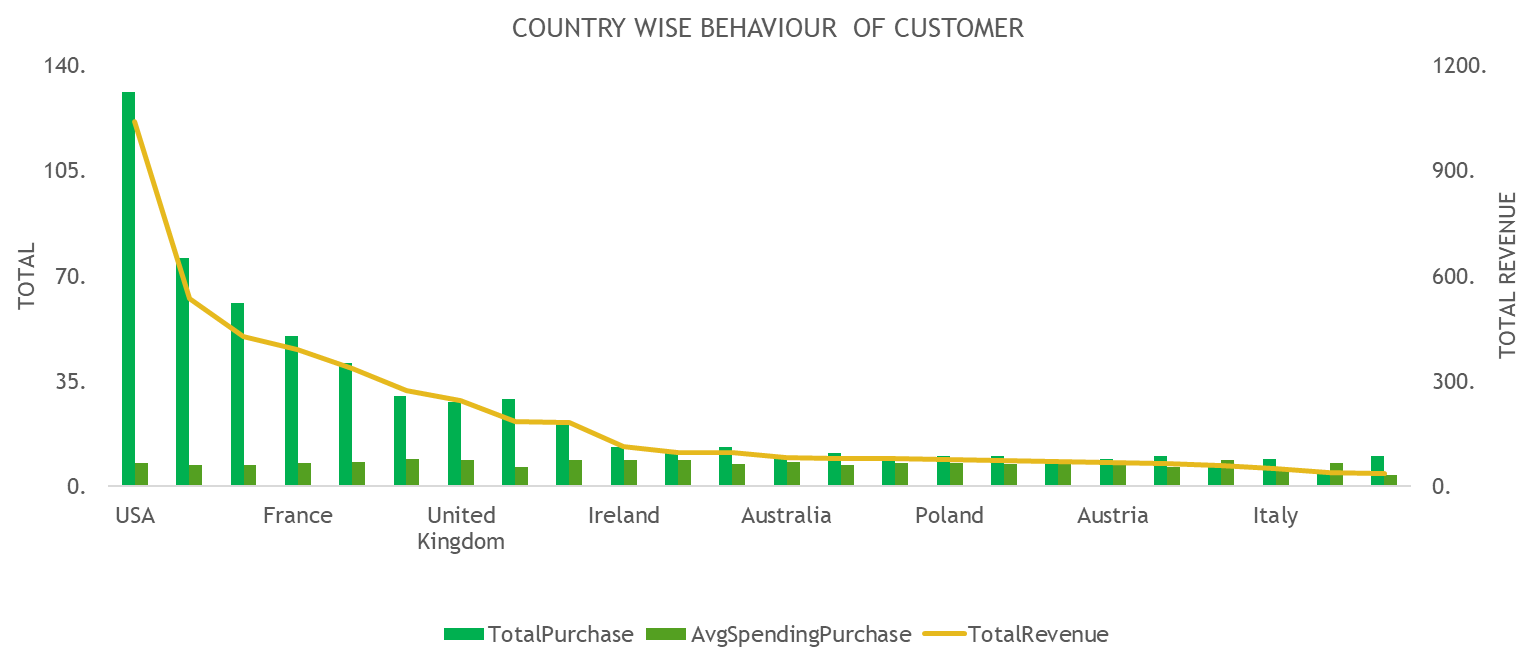 COUNTRY WISE BEHAVIOUR  OF CUSTOMER
140.
105.
70.
35.
0.
TOTAL
1200.
900.
600.
300.
0.
TOTAL REVENUE
USA
France
United
Kingdom
Ireland
Australia
Poland
Austria
Italy
TotalPurchase
AvgSpendingPurchase
TotalRevenue